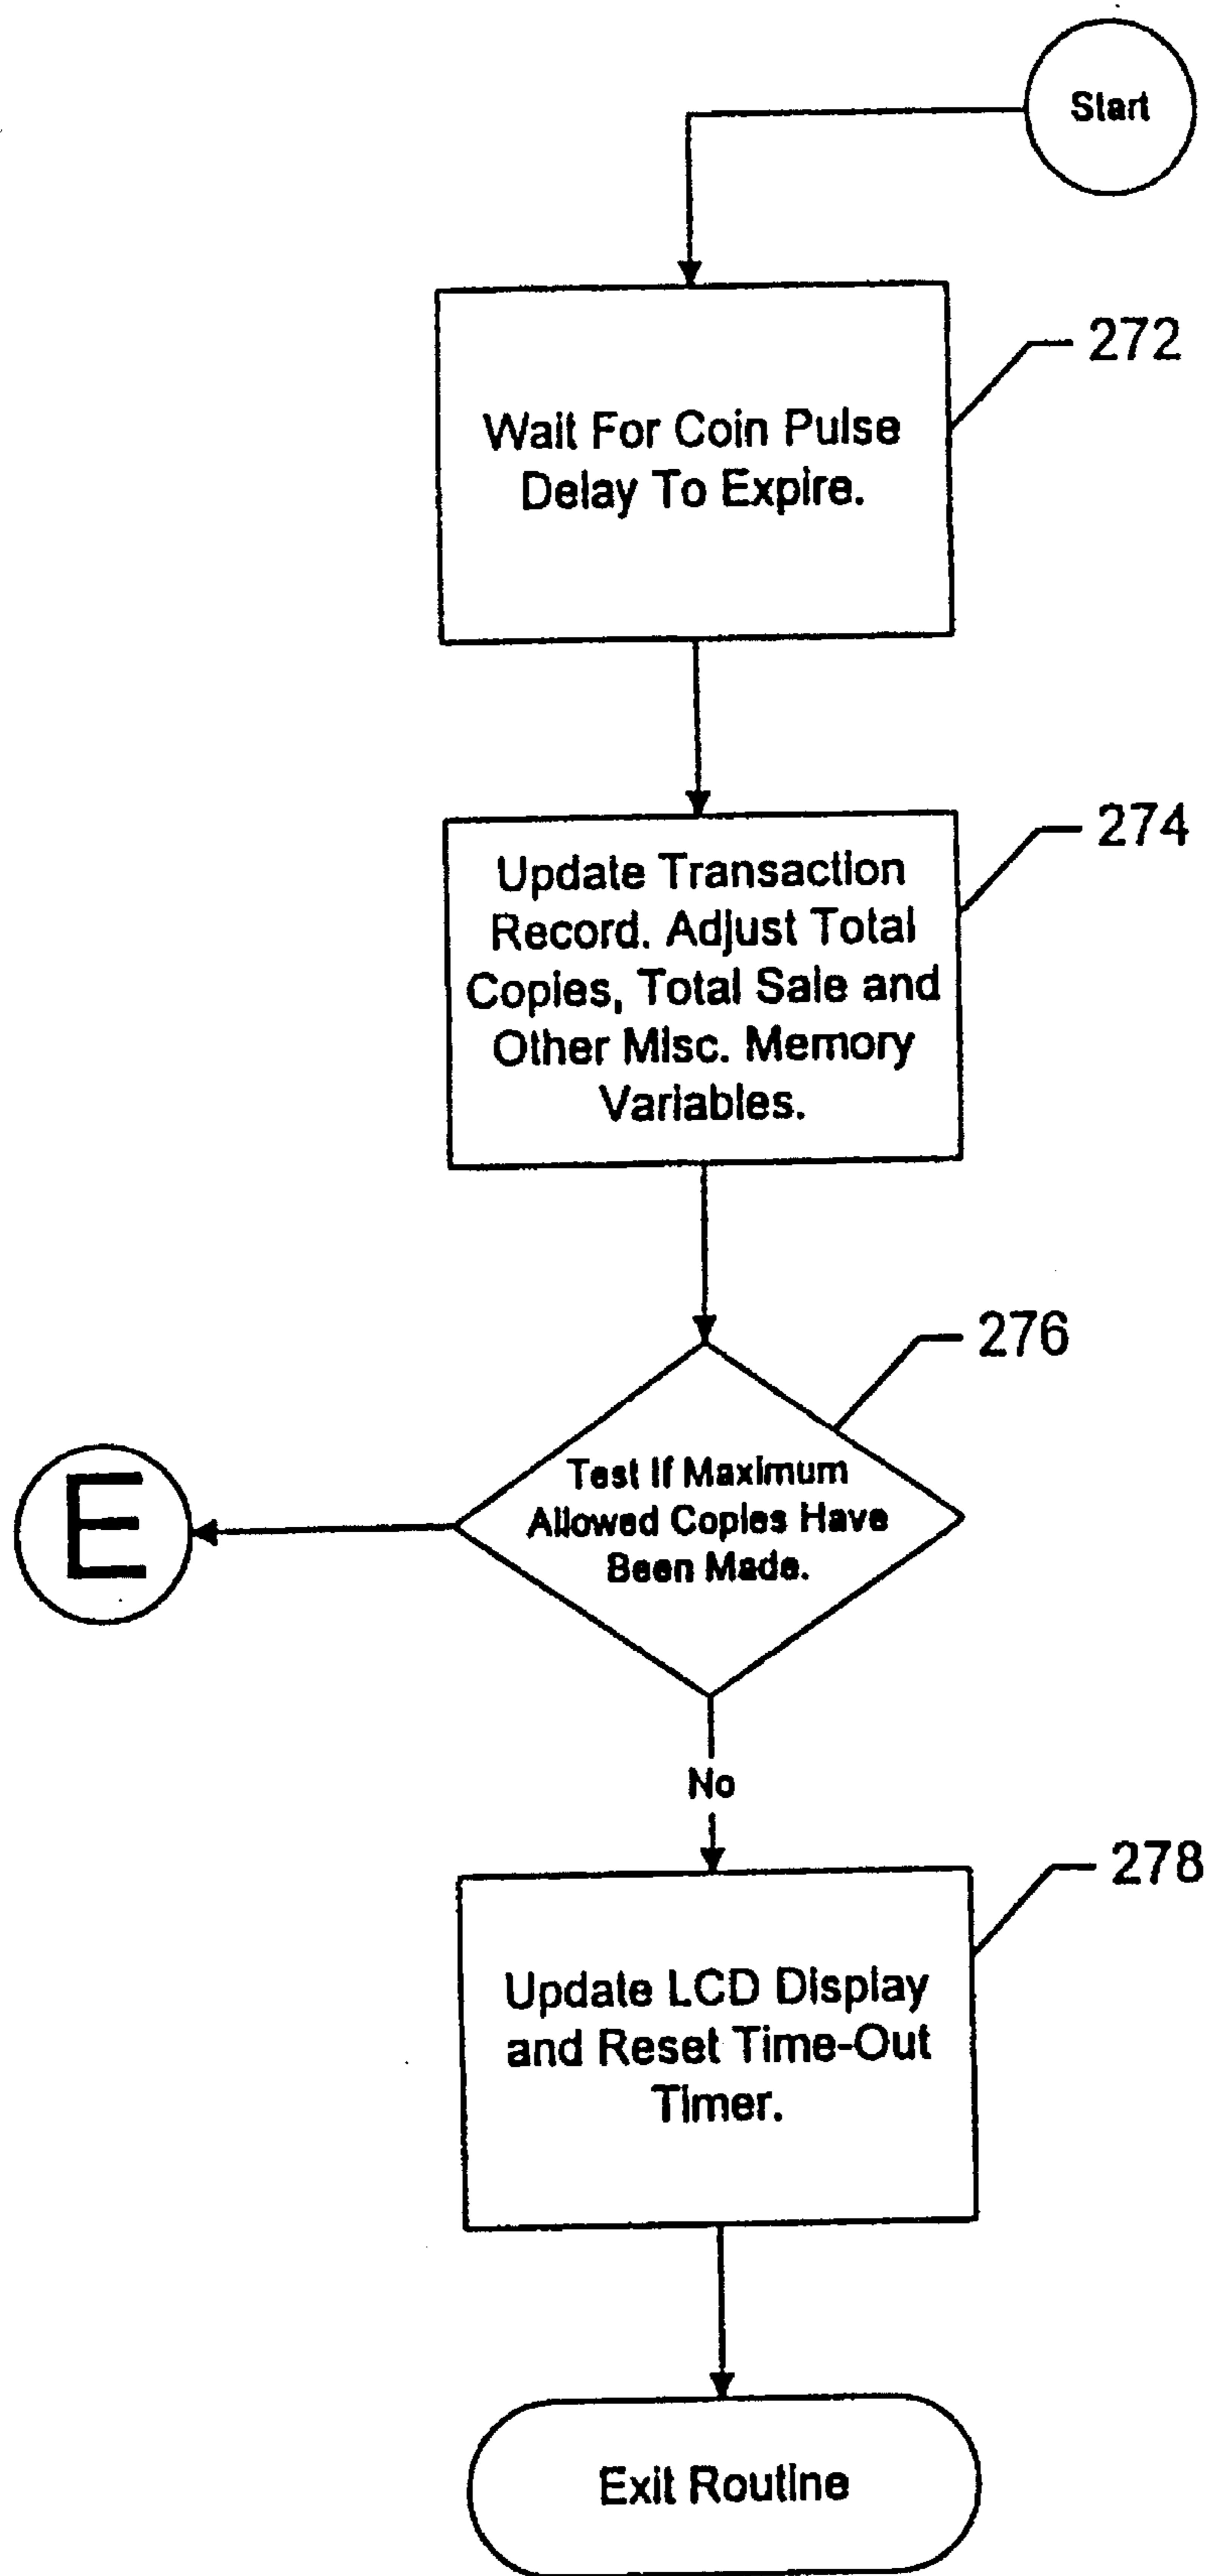 Start
272
Wait For Coin Pulse
Delay To Expire.
274
Update Transaction
Record. Adjust Total
Copies, Total Sale and
Other Misc. Memory
Variables.
276
Test If Maximum
Allowed Copies Have
Been Made.
E
No
278
Update LCD Display
and Reset Time-Out
Timer.
Exit Routine